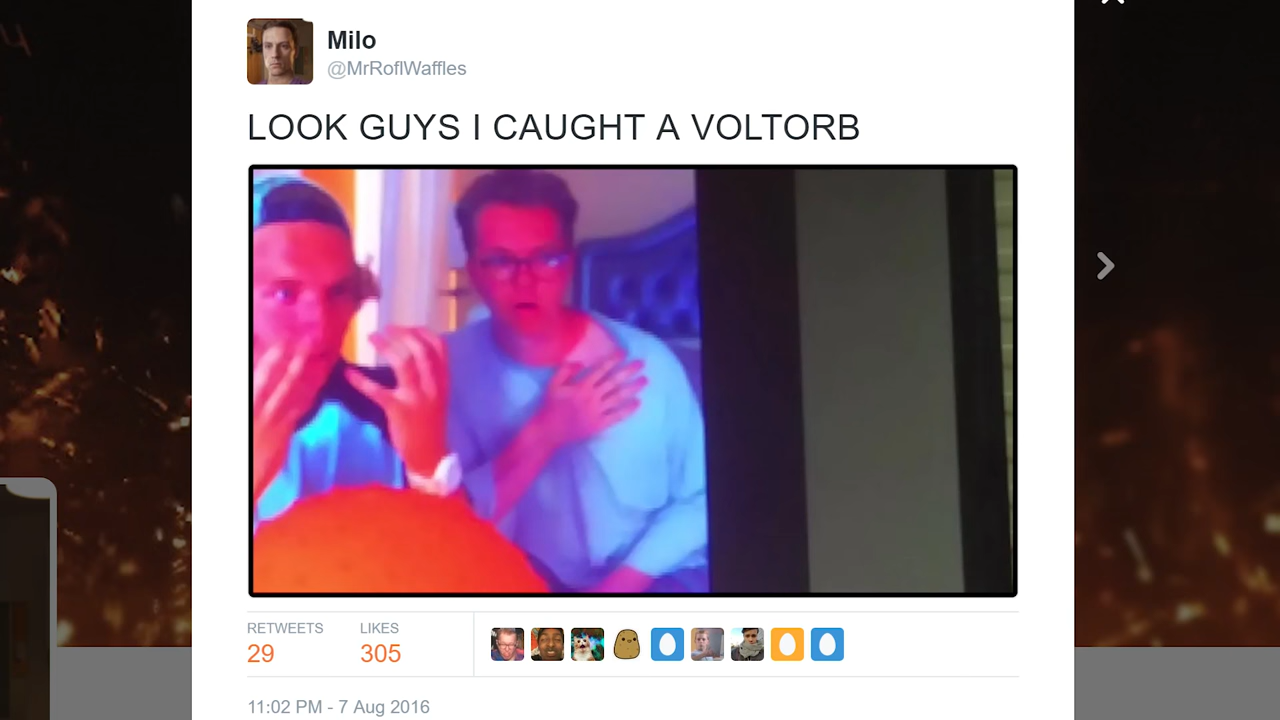 Milo
@MrRoflWaffles
LOOK GUYS I CAUGHT A VOLTORB
RETWEETS
LIKES
29
305
11:02 PM - 7 Aug 2016